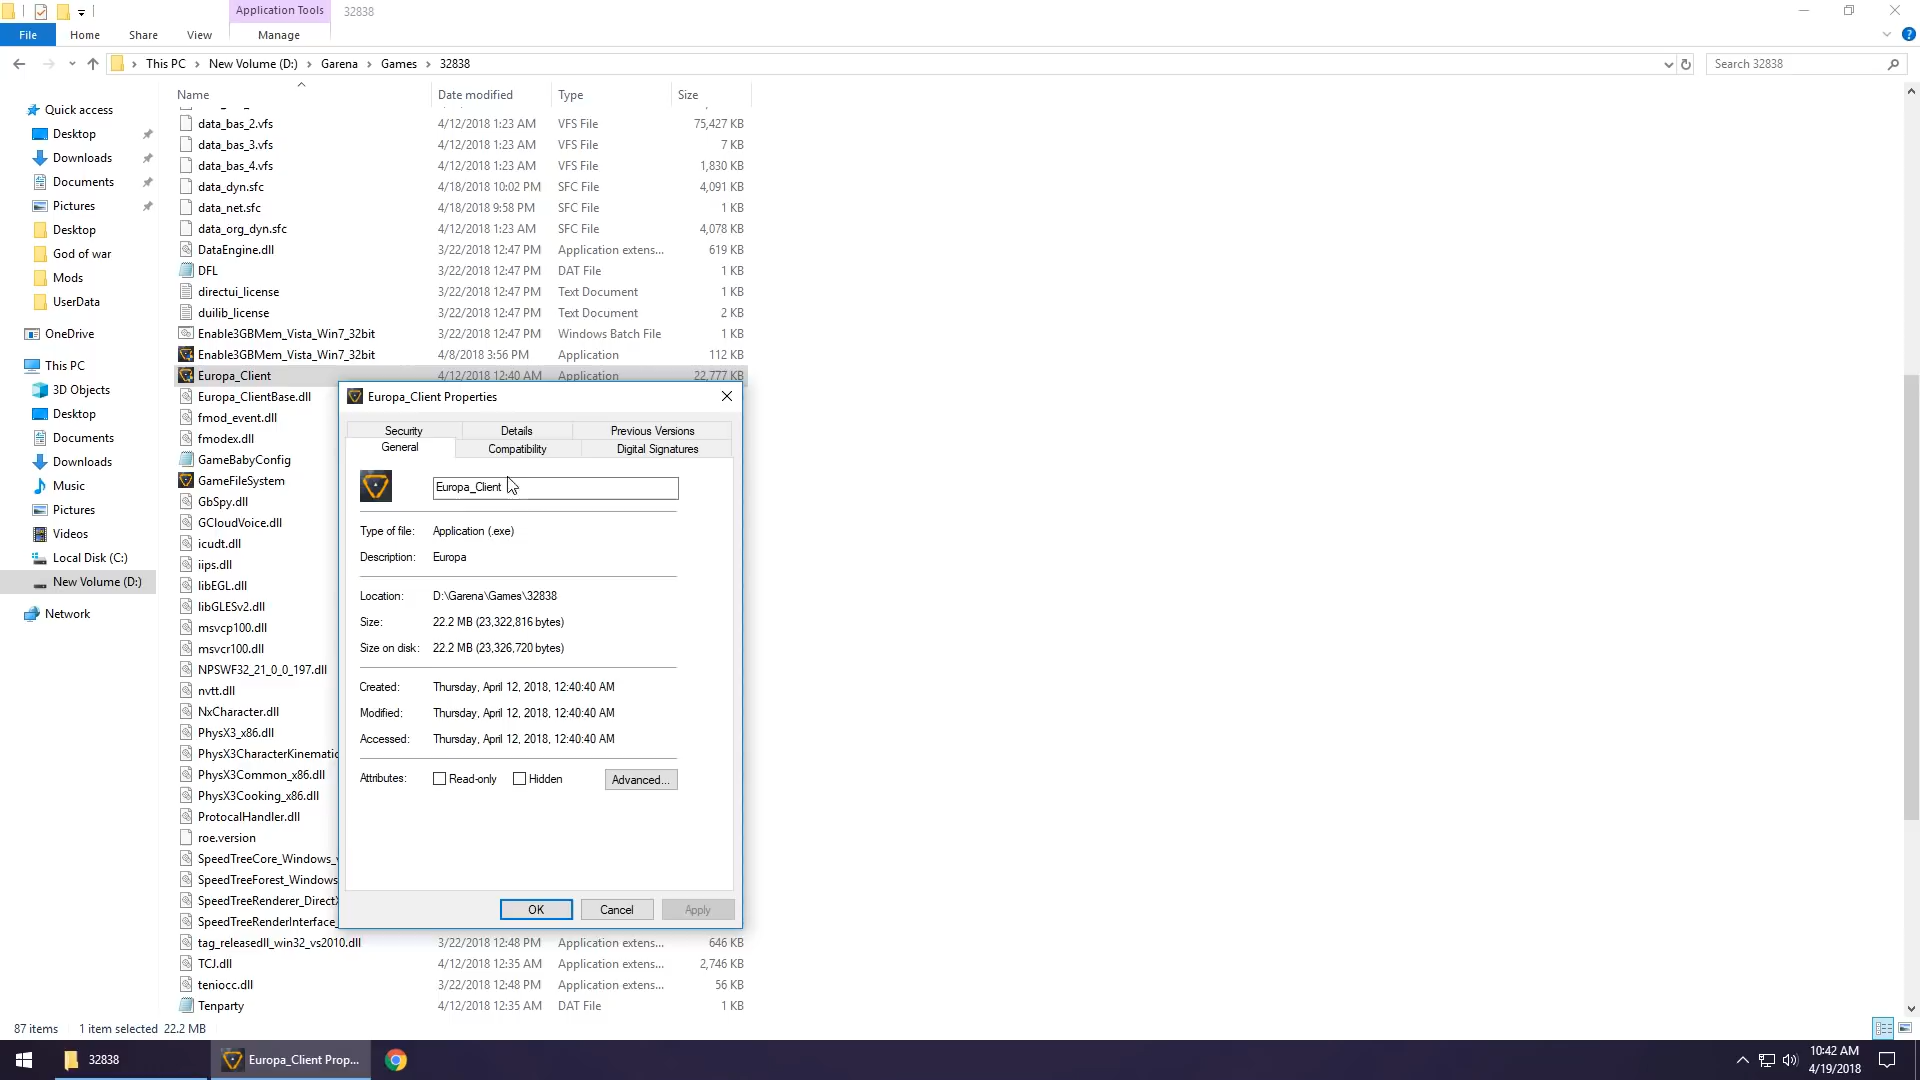 Application Tools
32838
File
Home
Share
View
Manage
This PC
New Volume (D:)
Garena
Games
32838
Search 32838
Name
Date modified
Type
Size
Quick access
Desktop
Downloads
Documents
Pictures
Desktop
God of war
Mods
UserData
OneDrive
This PC
3D Objects
Desktop
Documents
Downloads
Music
Pictures
Videos
Local Disk (C:)
New Volume (D:)
Network
data_bas_2.vfs 4/12/2018 1:23 AM VFS File 75,427 KB
data_bas_3.vfs 4/12/2018 1:23 AM VFS File 7 KB
data_bas_4.vfs 4/12/2018 1:23 AM VFS File 1,830 KB
data_dyn.sfc 4/18/2018 10:02 PM SFC File 4,091 KB
data_net.sfc 4/18/2018 9:58 PM SFC File 1 KB
data_org_dyn.sfc 4/12/2018 1:23 AM SFC File 4,078 KB
DataEngine.dll 3/22/2018 12:47 PM Application extens... 619 KB
DFL 3/22/2018 12:47 PM DAT File 1 KB
directui_license 3/22/2018 12:47 PM Text Document 1 KB
duilib_license 3/22/2018 12:47 PM Text Document 2 KB
Enable3GBMem_Vista_Win7_32bit 3/22/2018 12:47 PM Windows Batch File 1 KB
Enable3GBMem_Vista_Win7_32bit 4/8/2018 3:56 PM Application 112 KB
Europa_Client 4/12/2018 12:40 AM Application 22,777 KB
Europa_ClientBase.dll
fmod_event.dll
fmodex.dll
GameBabyConfig
GameFileSystem
GbSpy.dll
GCloudVoice.dll
icudt.dll
iips.dll
libEGL.dll
libGLESv2.dll
msvcp100.dll
msvcr100.dll
NPSWF32_21_0_0_197.dll
nvtt.dll
NxCharacter.dll
PhysX3_x86.dll
PhysX3CharacterKinematic
PhysX3Common_x86.dll
PhysX3Cooking_x86.dll
ProtocalHandler.dll
roe.version
SpeedTreeCore_Windows_
SpeedTreeForest_Windows
SpeedTreeRenderer_Direct
SpeedTreeRenderInterface_
tag_releasedll_win32_vs2010.dll 3/22/2018 12:48 PM Application extens... 646 KB
TCJ.dll 4/12/2018 12:35 AM Application extens... 2,746 KB
teniocc.dll 3/22/2018 12:48 PM Application extens... 56 KB
Tenparty 4/12/2018 12:35 AM DAT File 1 KB
Europa_Client Properties
Security
Details
Previous Versions
General
Compatibility
Digital Signatures
Europa_Client
Type of file: Application (.exe)
Description: Europa
Location: D:\Garena\Games\32838
Size: 22.2 MB (23,322,816 bytes)
Size on disk: 22.2 MB (23,326,720 bytes)
Created: Thursday, April 12, 2018, 12:40:40 AM
Modified: Thursday, April 12, 2018, 12:40:40 AM
Accessed: Thursday, April 12, 2018, 12:40:40 AM
Attributes: Read-only Hidden Advanced...
OK Cancel Apply
87 items 1 item selected 22.2 MB
32838
Europa_Client Prop...
10:42 AM
4/19/2018